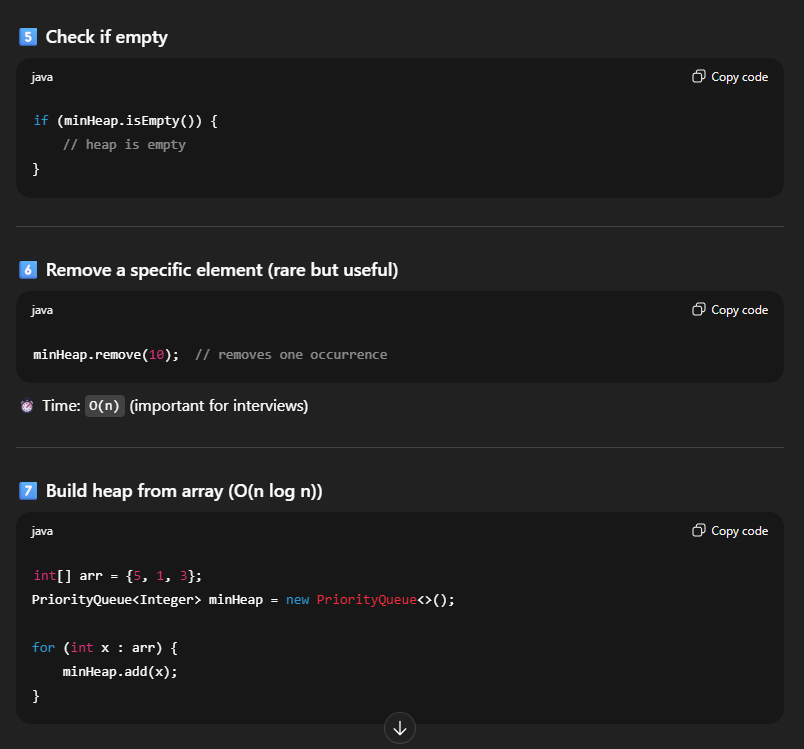 5 Check if empty
java
Copy code
if (minHeap.isEmpty()) {
    // heap is empty
}
6 Remove a specific element (rare but useful)
java
Copy code
minHeap.remove(10);  // removes one occurrence
Time: O(n) (important for interviews)
7 Build heap from array (O(n log n))
java
Copy code
int[] arr = {5, 1, 3};
PriorityQueue<Integer> minHeap = new PriorityQueue<>();
for (int x : arr) {
    minHeap.add(x);
}